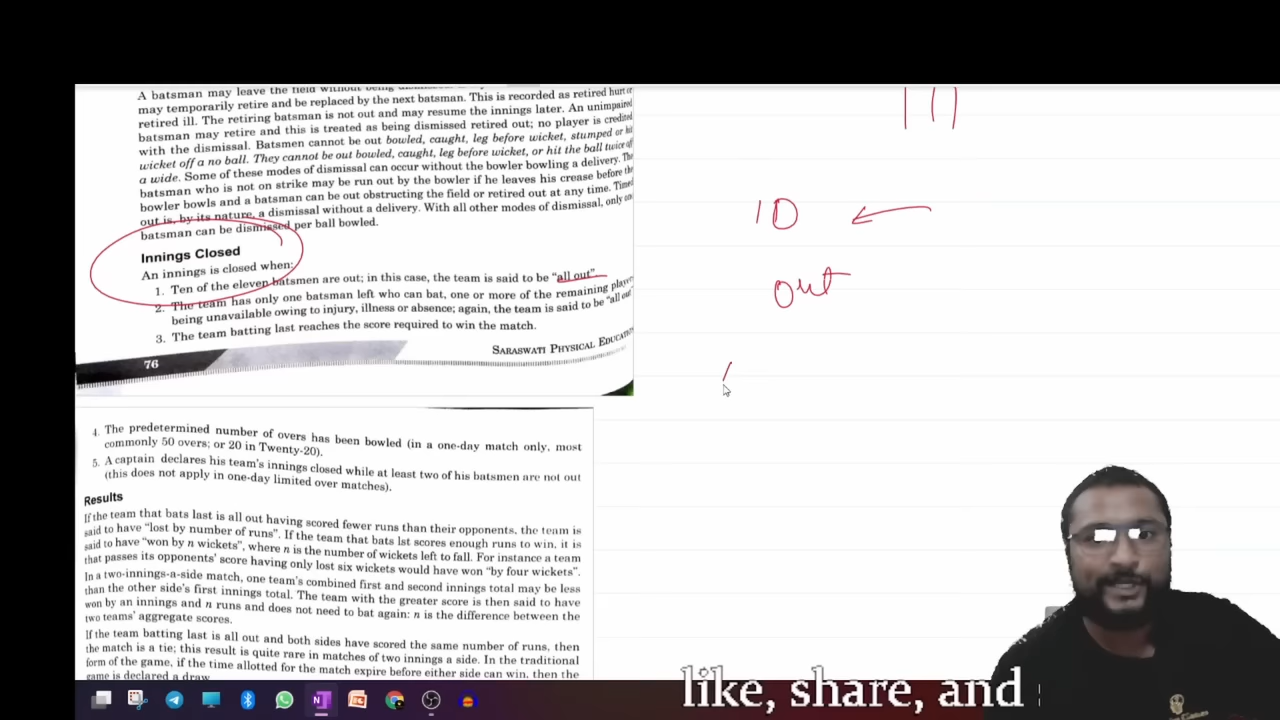 A batsman may leave the field without being
may temporarily retire and be replaced by the next batsman. This is recorded as retired hurt or
retired ill. The retiring batsman is not out and may resume the innings later. An unimpaired
batsman may retire and this is treated as being dismissed retired out; no player is credited
with the dismissal. Batsmen cannot be out bowled, caught, leg before wicket, stumped or hit
wicket off a no ball. They cannot be out bowled, caught, leg before wicket, or hit the ball twice off
a wide. Some of these modes of dismissal can occur without the bowler bowling a delivery. The
batsman who is not on strike may be run out by the bowler if he leaves his crease before the
bowler bowls and a batsman can be out obstructing the field or retired out at any time. Timed
out is, by its nature, a dismissal without a delivery. With all other modes of dismissal, only one
batsman can be dismissed per ball bowled.
Innings Closed
An innings is closed when:
1. Ten of the eleven batsmen are out; in this case, the team is said to be "all out"
2. The team has only one batsman left who can bat, one or more of the remaining player
being unavailable owing to injury, illness or absence; again, the team is said to be "all out"
3. The team batting last reaches the score required to win the match.
76
SARASWATI PHYSICAL EDUCATION
4. The predetermined number of overs has been bowled (in a one-day match only, most
commonly 50 overs; or 20 in Twenty-20).
5. A captain declares his team's innings closed while at least two of his batsmen are not out
(this does not apply in one-day limited over matches).
Results
If the team that bats last is all out having scored fewer runs than their opponents, the team is
said to have "lost by number of runs". If the team that bats lst scores enough runs to win, it is
said to have "won by n wickets", where n is the number of wickets left to fall. For instance a team
that passes its opponents' score having only lost six wickets would have won "by four wickets".
In a two-innings-a-side match, one team's combined first and second innings total may be less
than the other side's first innings total. The team with the greater score is then said to have
won by an innings and n runs and does not need to bat again: n is the difference between the
two teams' aggregate scores.
If the team batting last is all out and both sides have scored the same number of runs, then
the match is a tie; this result is quite rare in matches of two innings a side. In the traditional
form of the game, if the time allotted for the match expire before either side can win, then the
game is declared a draw
10
out
like, share, and